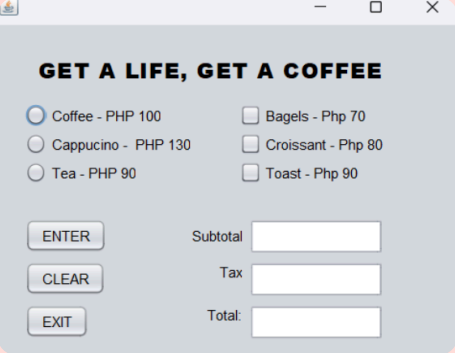 GET A LIFE, GET A COFFEE
Coffee - PHP 100
Bagels - Php 70
Cappucino - PHP 130
Croissant - Php 80
Tea - PHP 90
Toast - Php 90
ENTER
Subtotal
CLEAR
Tax
EXIT
Total: